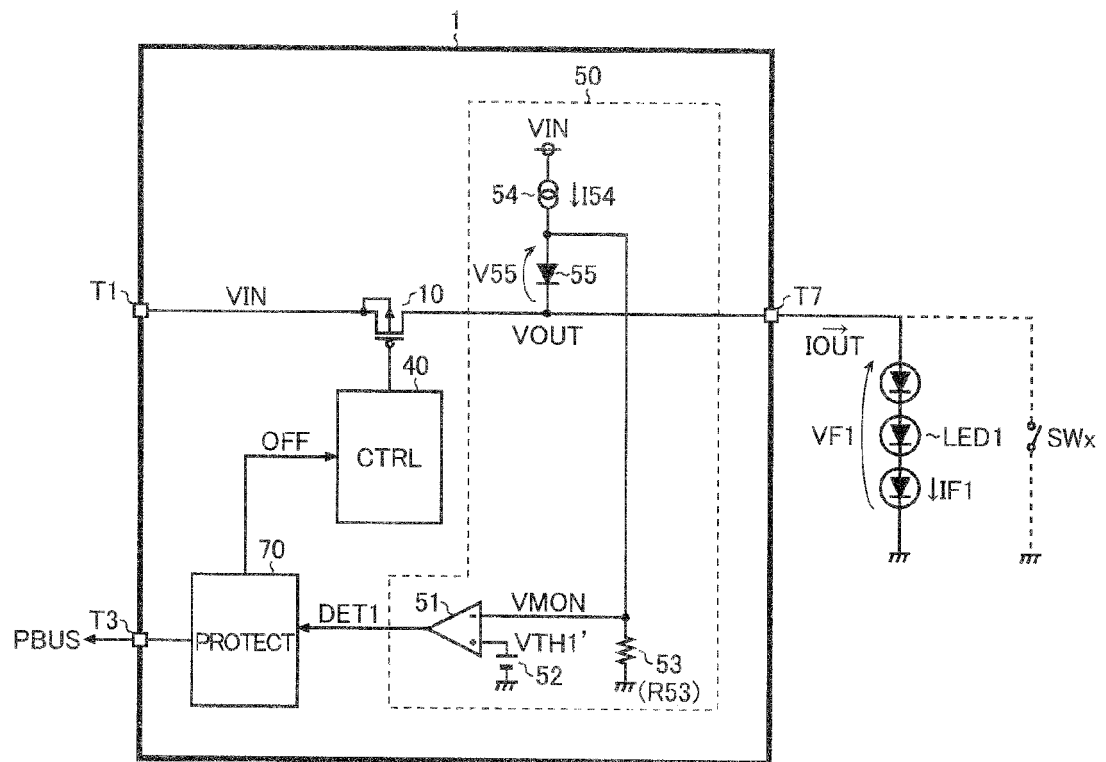 1
50
VIN
54
I54
V55
55
T1
VIN
10
VOUT
T7
IOUT
40
CTRL
OFF
VF1
LED1
SWx
IF1
70
PROTECT
T3
PBUS
DET1
51
VMON
VTH1'
52
53
(R53)